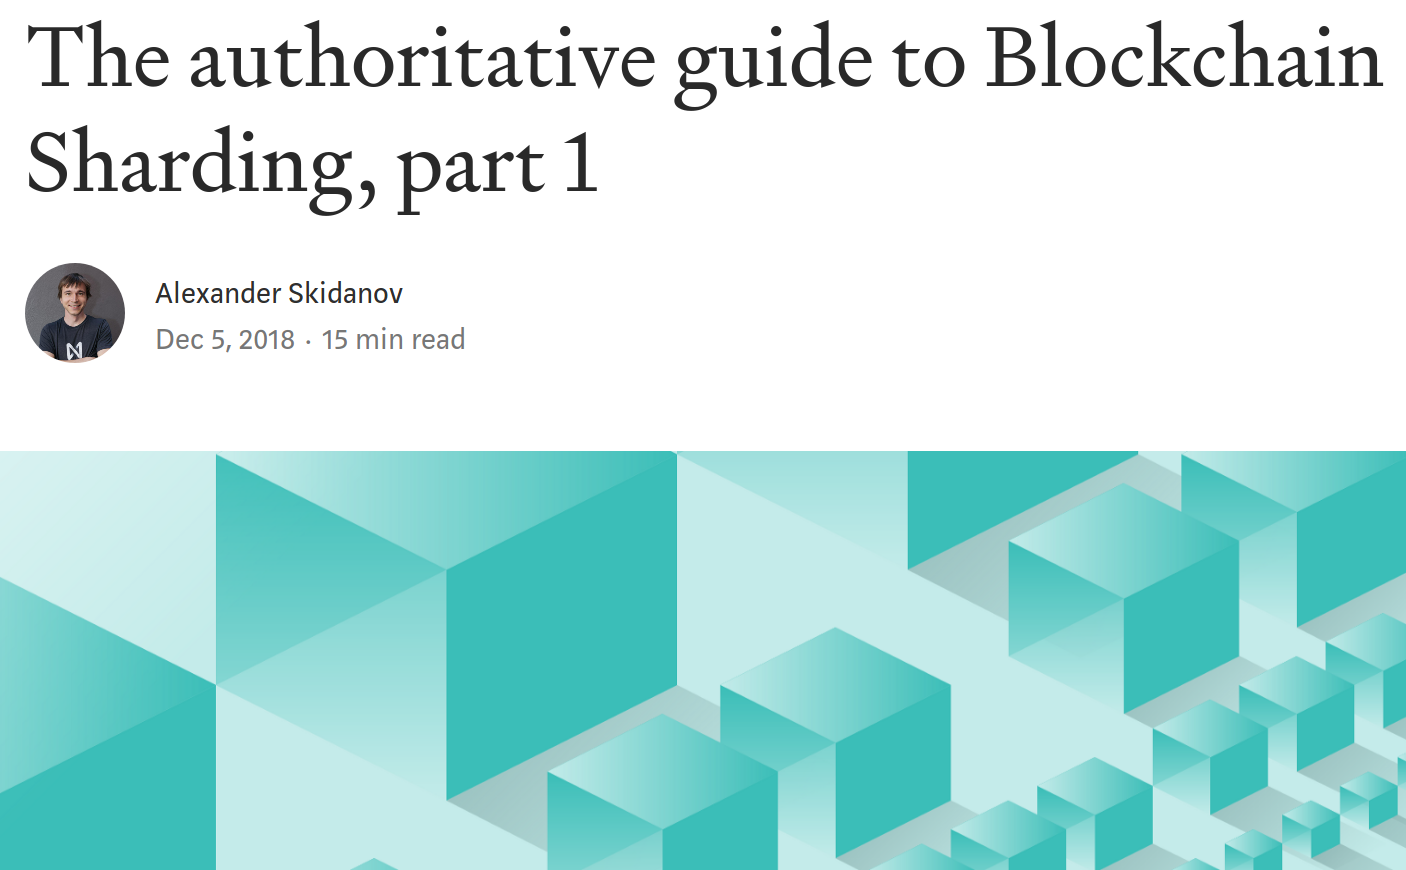 The authoritative guide to Blockchain
Sharding, part 1
Alexander Skidanov
Dec 5, 2018 · 15 min read